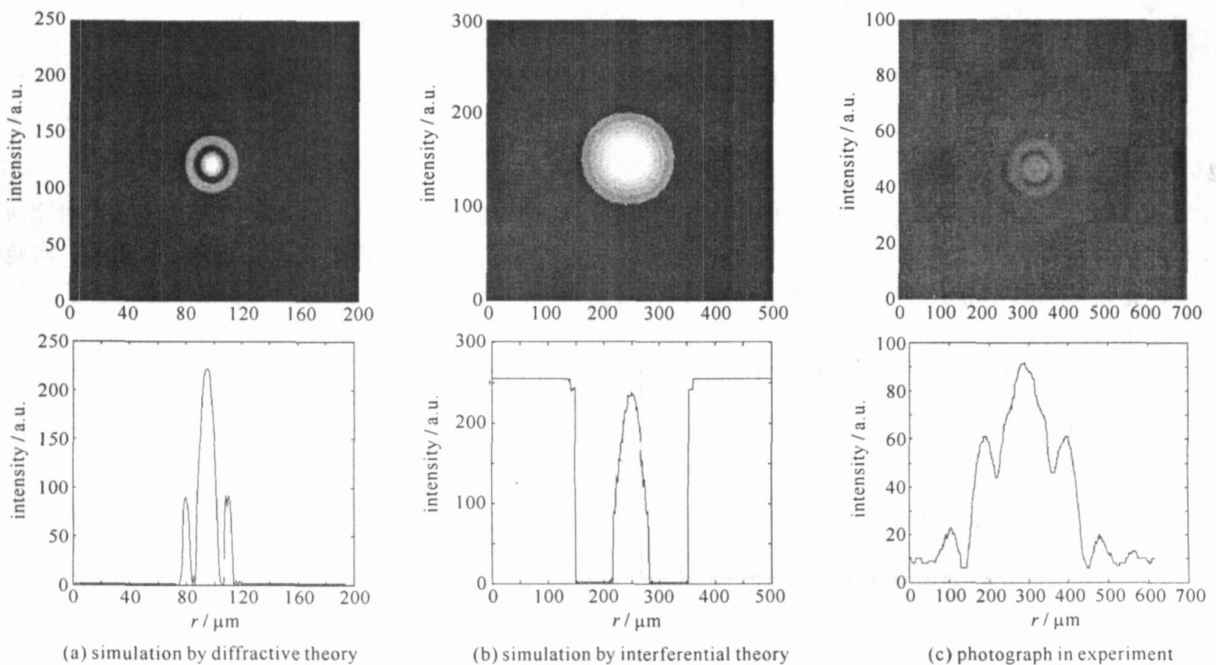 250
200
150
100
50
0
intensity / a.u.
0 40 80 120 160 200
300
200
100
0
intensity / a.u.
0 100 200 300 400 500
100
80
60
40
20
0
intensity / a.u.
0 100 200 300 400 500 600 700
250
200
150
100
50
0
intensity / a.u.
0 40 80 120 160 200
r / μm
300
200
100
0
intensity / a.u.
0 100 200 300 400 500
r / μm
100
80
60
40
20
10
intensity / a.u.
0 100 200 300 400 500 600 700
r / μm
(a) simulation by diffractive theory
(b) simulation by interferential theory
(c) photograph in experiment